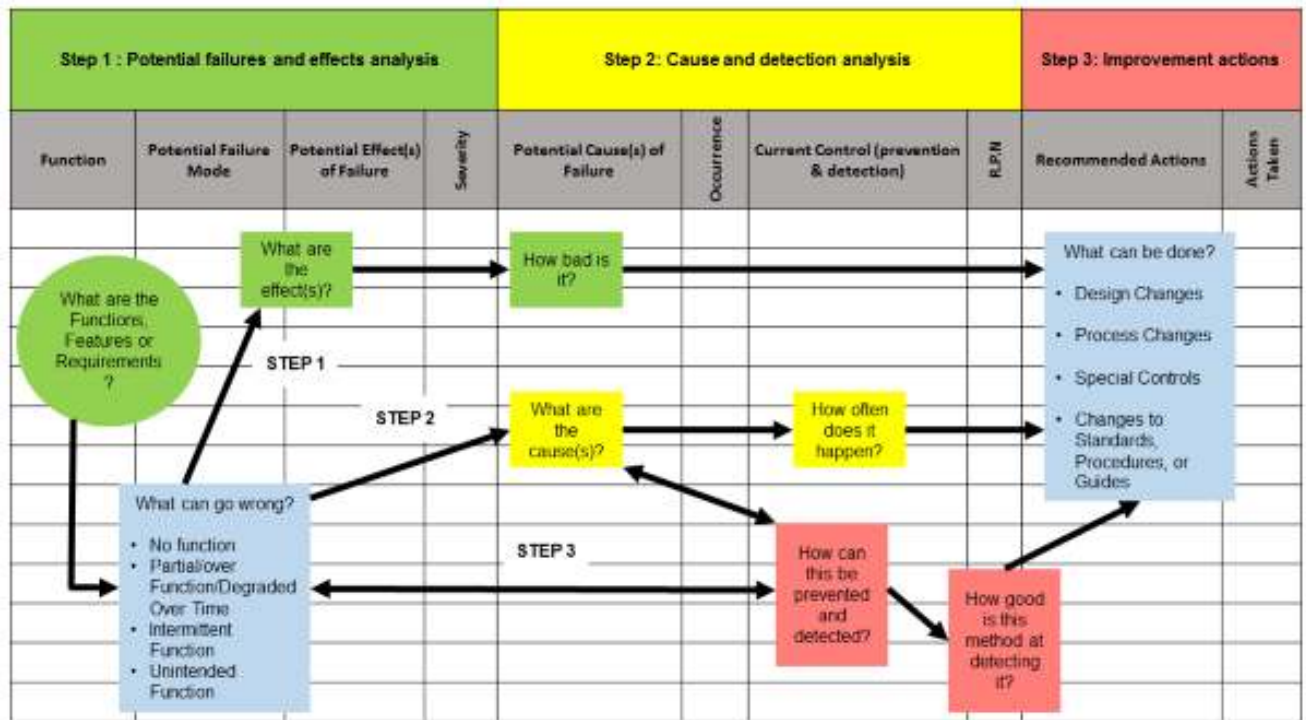 Step 1 : Potential failures and effects analysis
Step 2: Cause and detection analysis
Step 3: Improvement actions
Function
Potential Failure
Mode
Potential Effect(s)
of Failure
Severity
Potential Cause(s) of
Failure
Occurrence
Current Control (prevention
& detection)
R.P.N
Recommended Actions
Actions
Taken
What are
the
effect(s)?
How bad is
it?
What can be done?
• Design Changes
• Process Changes
• Special Controls
• Changes to
Standards,
Procedures, or
Guides
What are the
Functions,
Features or
Requirements
?
STEP 1
STEP 2
What are
the
cause(s)?
How often
does it
happen?
What can go wrong?
• No function
• Partial/over
Function/Degraded
Over Time
• Intermittent
Function
• Unintended
Function
STEP 3
How can
this be
prevented
and
detected?
How good
is this
method at
detecting
it?